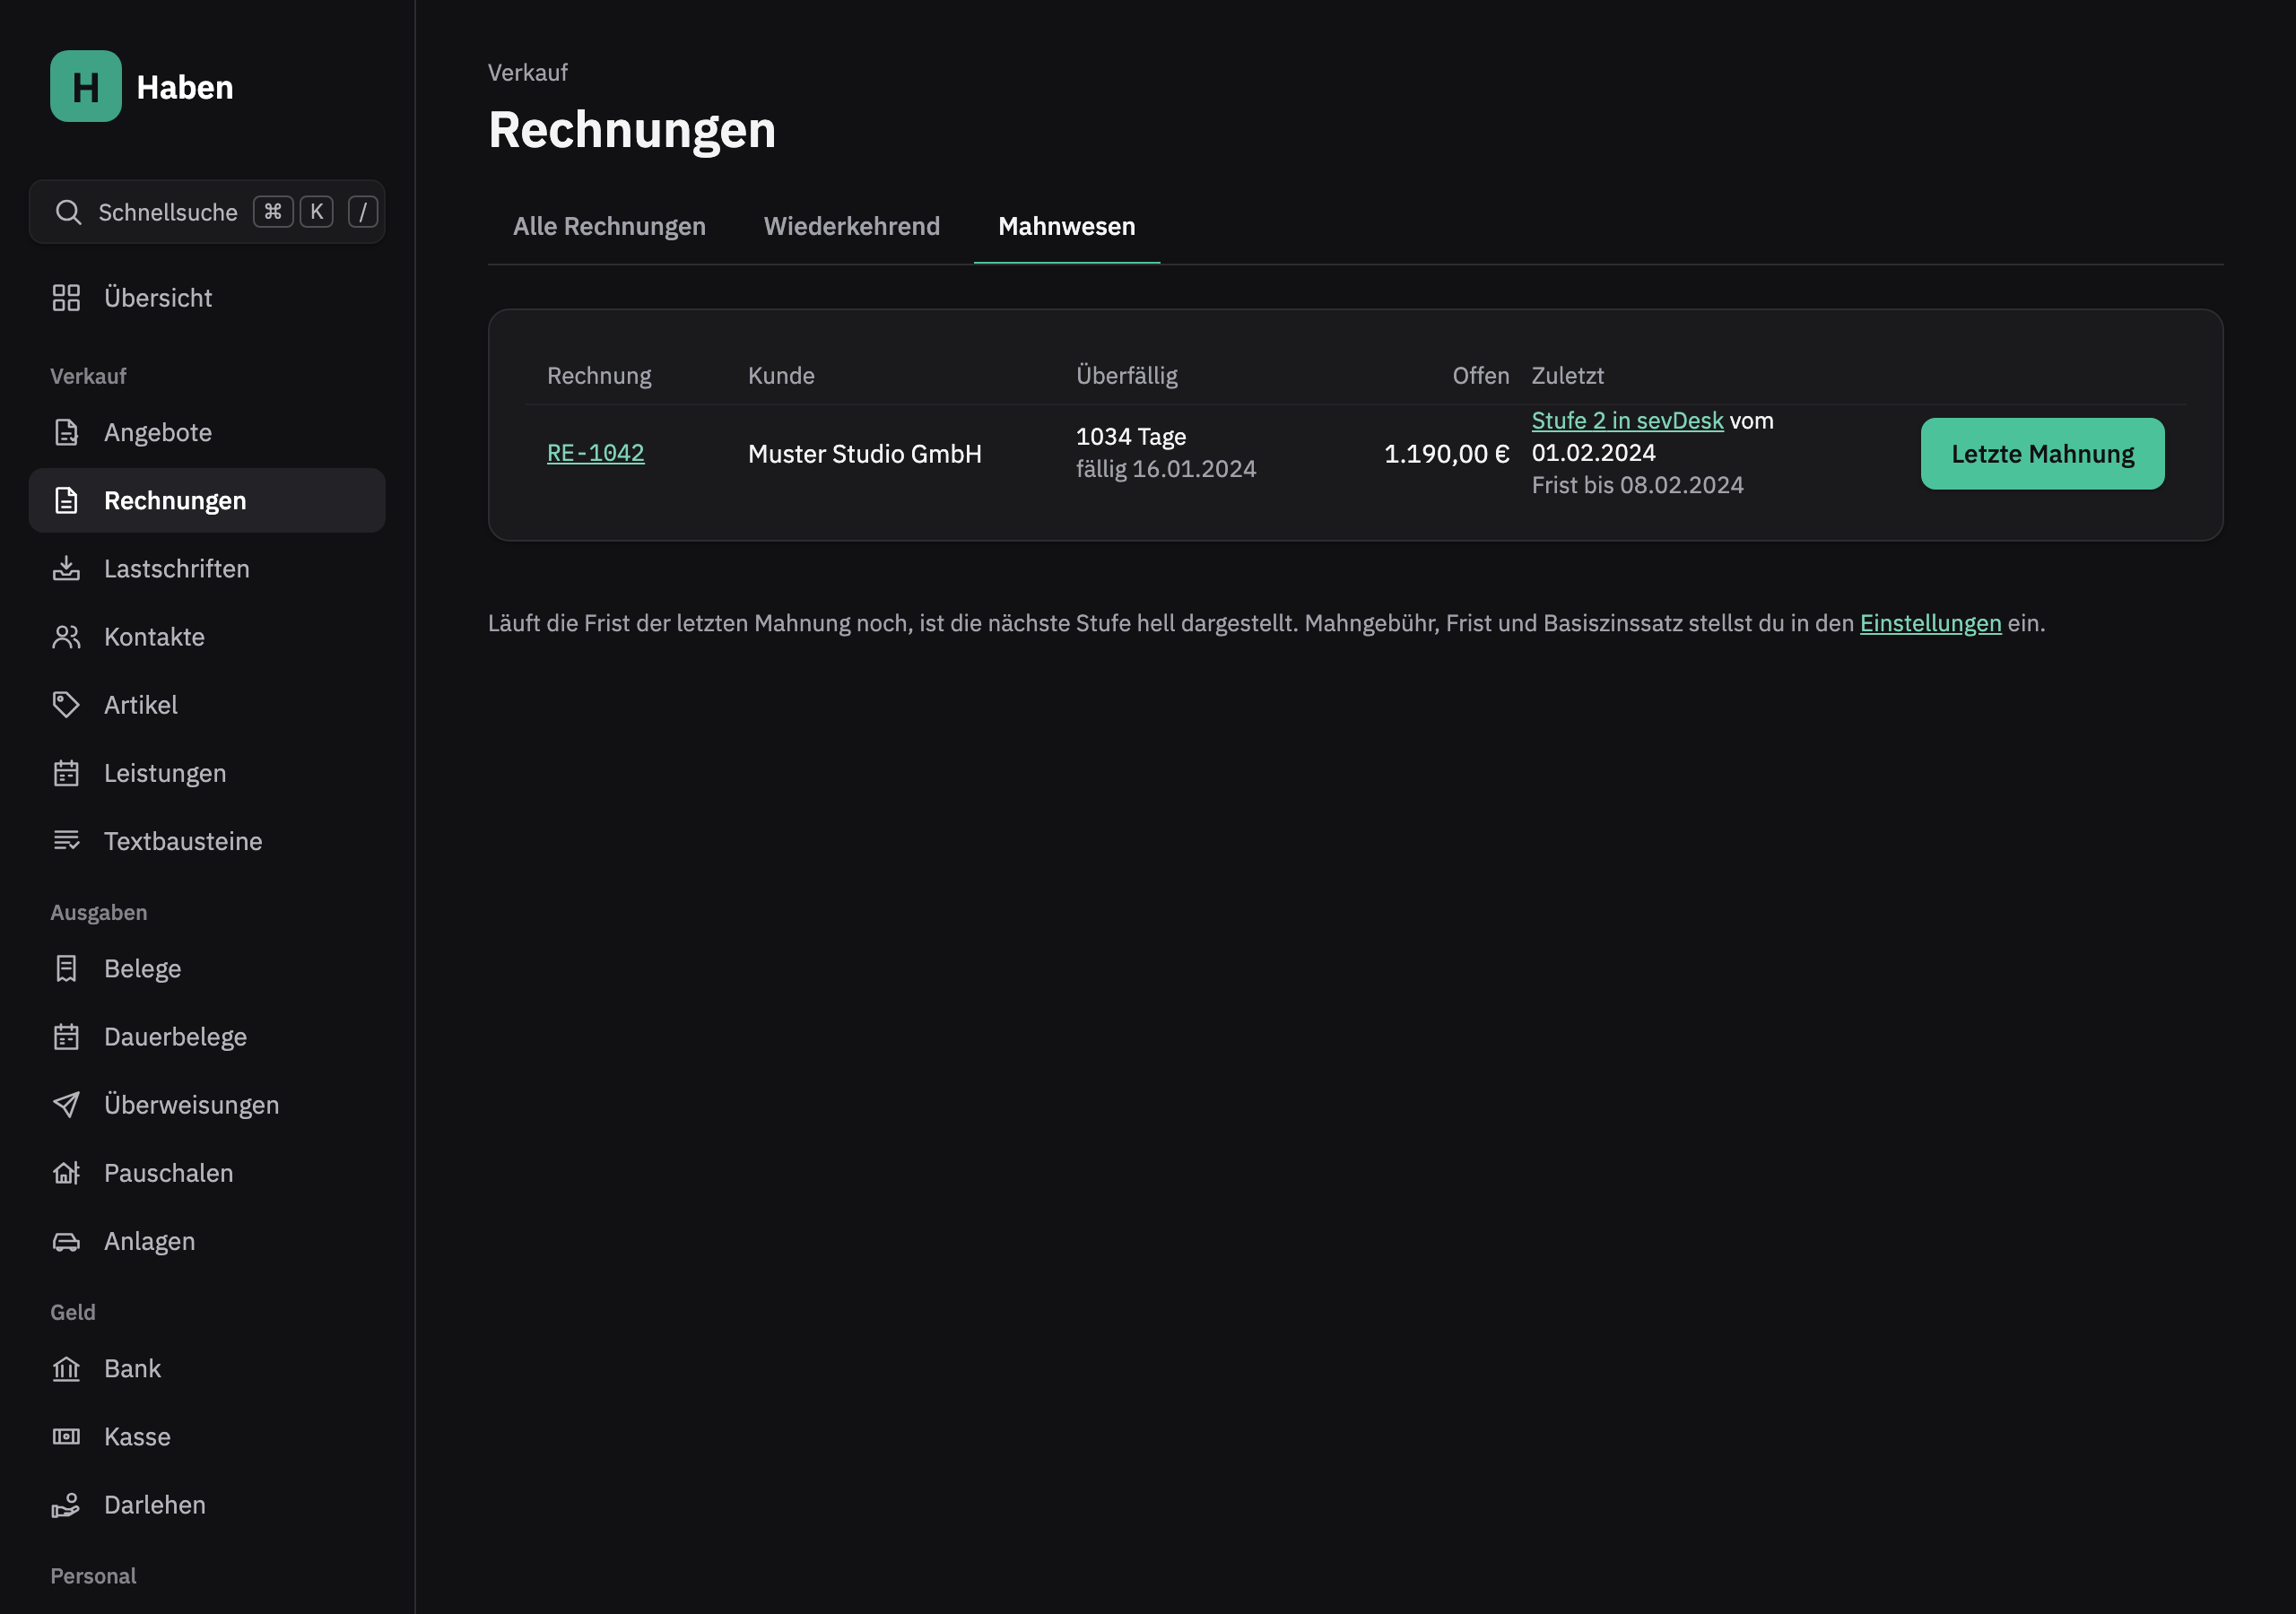 H Haben
Schnellsuche ⌘ K /
Übersicht
Verkauf
Angebote
Rechnungen
Lastschriften
Kontakte
Artikel
Leistungen
Textbausteine
Ausgaben
Belege
Dauerbelege
Überweisungen
Pauschalen
Anlagen
Geld
Bank
Kasse
Darlehen
Personal
Verkauf
Rechnungen
Alle Rechnungen Wiederkehrend Mahnwesen
Rechnung Kunde Überfällig Offen Zuletzt
RE-1042 Muster Studio GmbH 1034 Tage
fällig 16.01.2024
1.190,00 €
Stufe 2 in sevDesk vom
01.02.2024
Frist bis 08.02.2024
Letzte Mahnung
Läuft die Frist der letzten Mahnung noch, ist die nächste Stufe hell dargestellt. Mahngebühr, Frist und Basiszinssatz stellst du in den Einstellungen ein.